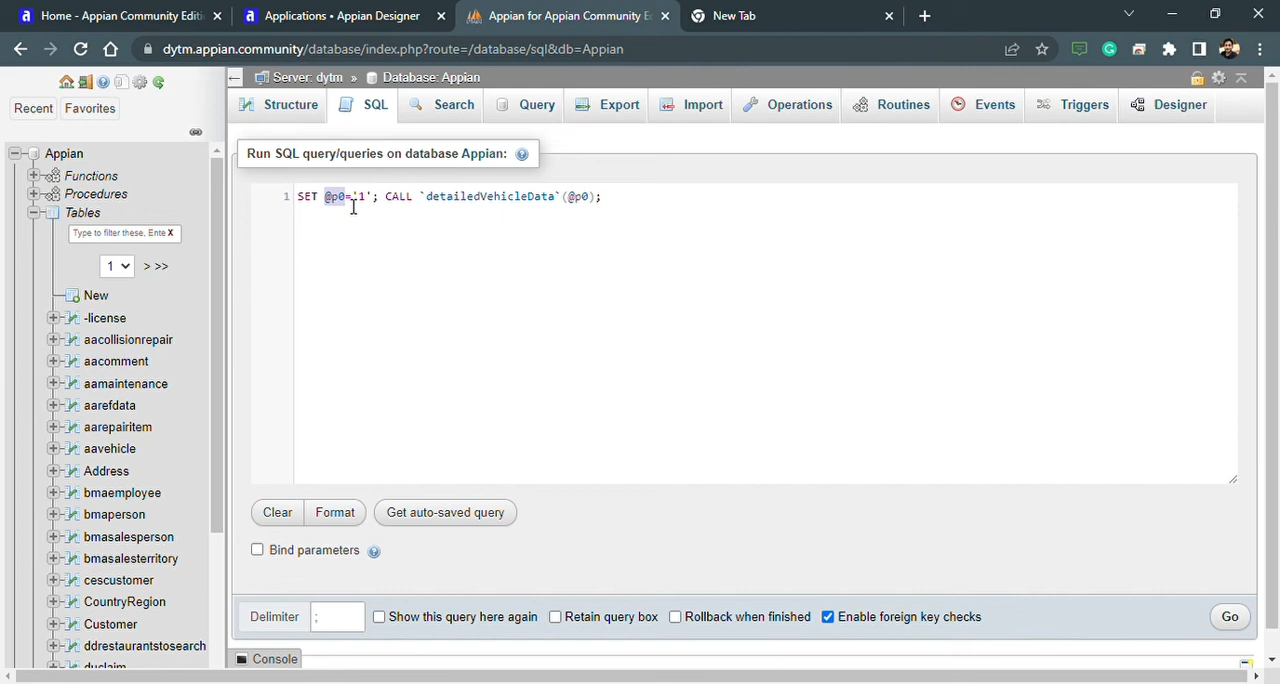 Home - Appian Community Editi
Applications • Appian Designer
Appian for Appian Community E
New Tab
dytm.appian.community/database/index.php?route=/database/sql&db=Appian
Server: dytm » Database: Appian
Recent Favorites
Structure SQL Search Query Export Import Operations Routines Events Triggers Designer
Appian
Functions
Procedures
Tables
Type to filter these, Ente X
1 > >>
New
-license
aacollisionrepair
aacomment
aamaintenance
aarefdata
aarepairitem
aavehicle
Address
bmaemployee
bmaperson
bmasalesperson
bmasalesterritory
cescustomer
CountryRegion
Customer
ddrestaurantstosearch
duclaim
Run SQL query/queries on database Appian:
1 SET @p0='1'; CALL `detailedVehicleData`(@p0);
Clear Format Get auto-saved query
Bind parameters
Delimiter ; Show this query here again Retain query box Rollback when finished Enable foreign key checks Go
Console